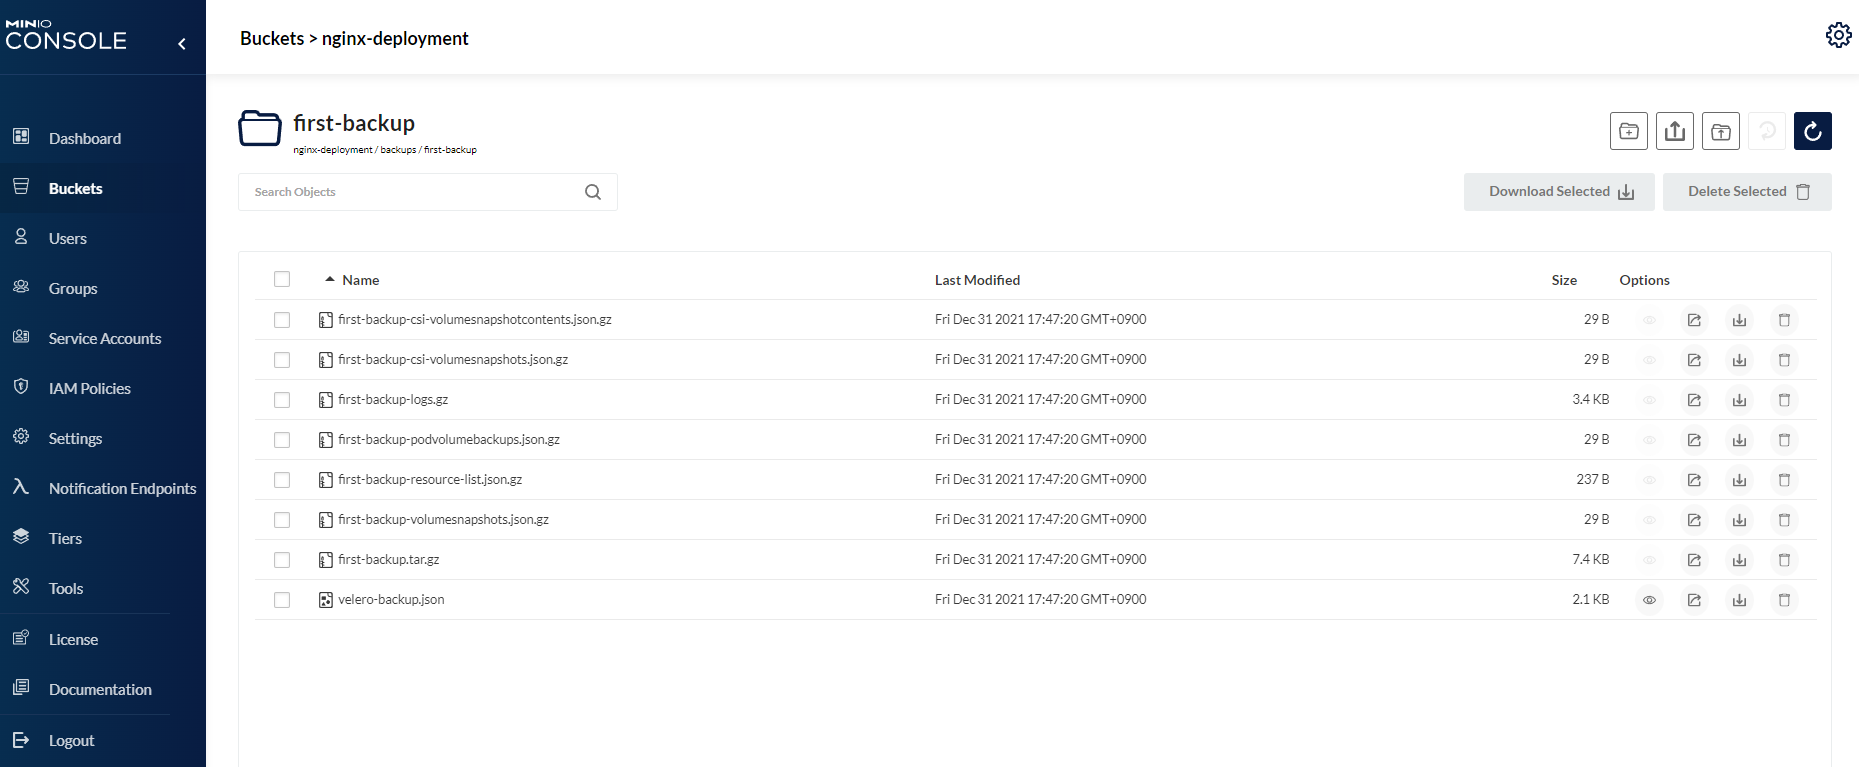 MINIO
CONSOLE
Buckets > nginx-deployment
Dashboard
Buckets
Users
Groups
Service Accounts
IAM Policies
Settings
Notification Endpoints
Tiers
Tools
License
Documentation
Logout
first-backup
nginx-deployment / backups / first-backup
Search Objects
Download Selected
Delete Selected
Name Last Modified Size Options
first-backup-csi-volumesnapshotcontents.json.gz Fri Dec 31 2021 17:47:20 GMT+0900 29 B
first-backup-csi-volumesnapshots.json.gz Fri Dec 31 2021 17:47:20 GMT+0900 29 B
first-backup-logs.gz Fri Dec 31 2021 17:47:20 GMT+0900 3.4 KB
first-backup-podvolumebackups.json.gz Fri Dec 31 2021 17:47:20 GMT+0900 29 B
first-backup-resource-list.json.gz Fri Dec 31 2021 17:47:20 GMT+0900 237 B
first-backup-volumesnapshots.json.gz Fri Dec 31 2021 17:47:20 GMT+0900 29 B
first-backup.tar.gz Fri Dec 31 2021 17:47:20 GMT+0900 7.4 KB
velero-backup.json Fri Dec 31 2021 17:47:20 GMT+0900 2.1 KB